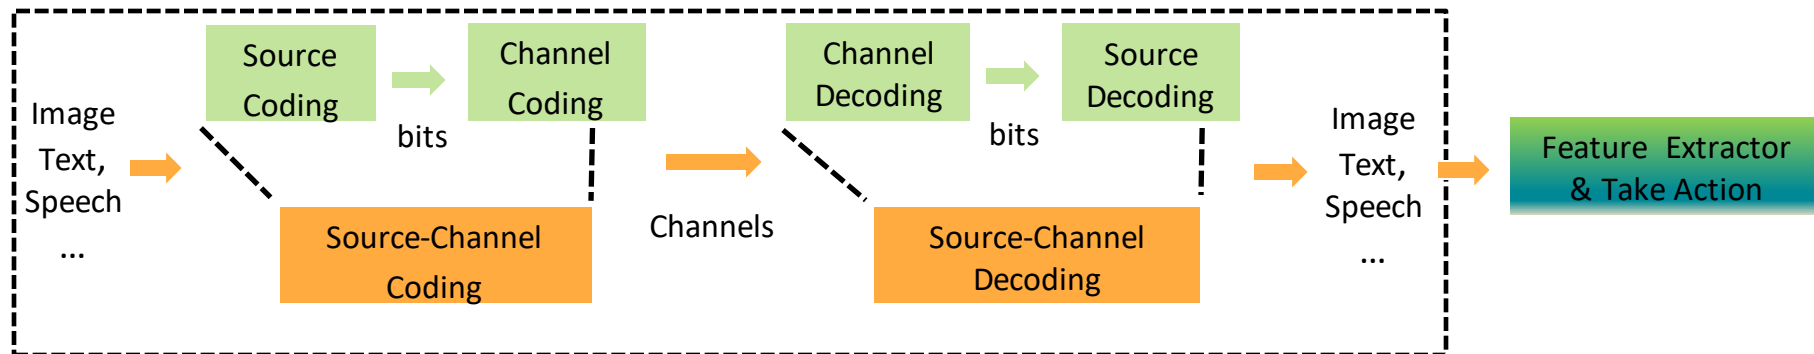 Image
Text,
Speech
...
Source
Coding
bits
Channel
Coding
Source-Channel
Coding
Channels
Channel
Decoding
bits
Source
Decoding
Source-Channel
Decoding
Image
Text,
Speech
...
Feature Extractor
& Take Action